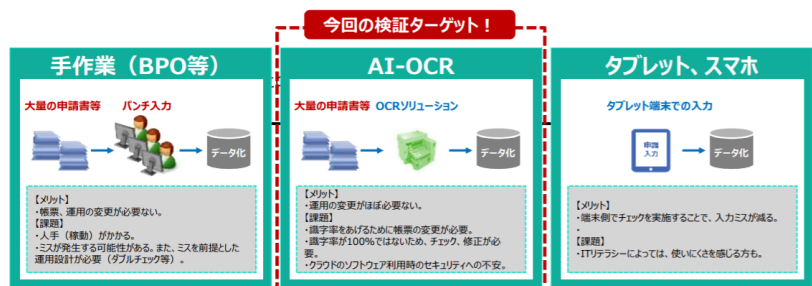 今回の検証ターゲット！
手作業（BPO等）
大量の申請書等 パンチ入力
データ化
【メリット】
・帳票、運用の変更が必要ない。
【課題】
・人手（稼動）がかかる。
・ミスが発生する可能性がある。また、ミスを前提とした
運用設計が必要（ダブルチェック等）。
AI-OCR
大量の申請書等 OCRソリューション
データ化
【メリット】
・運用の変更がほぼ必要ない。
【課題】
・識字率をあげるために帳票の変更が必要。
・識字率が100%ではないため、チェック、修正が必
要。
・クラウドのソフトウェア利用時のセキュリティへの不安。
タブレット、スマホ
タブレット端末での入力
申請
入力
データ化
【メリット】
・端末側でチェックを実施することで、入力ミスが減る。
・
【課題】
・ITリテラシーによっては、使いにくさを感じる方も。